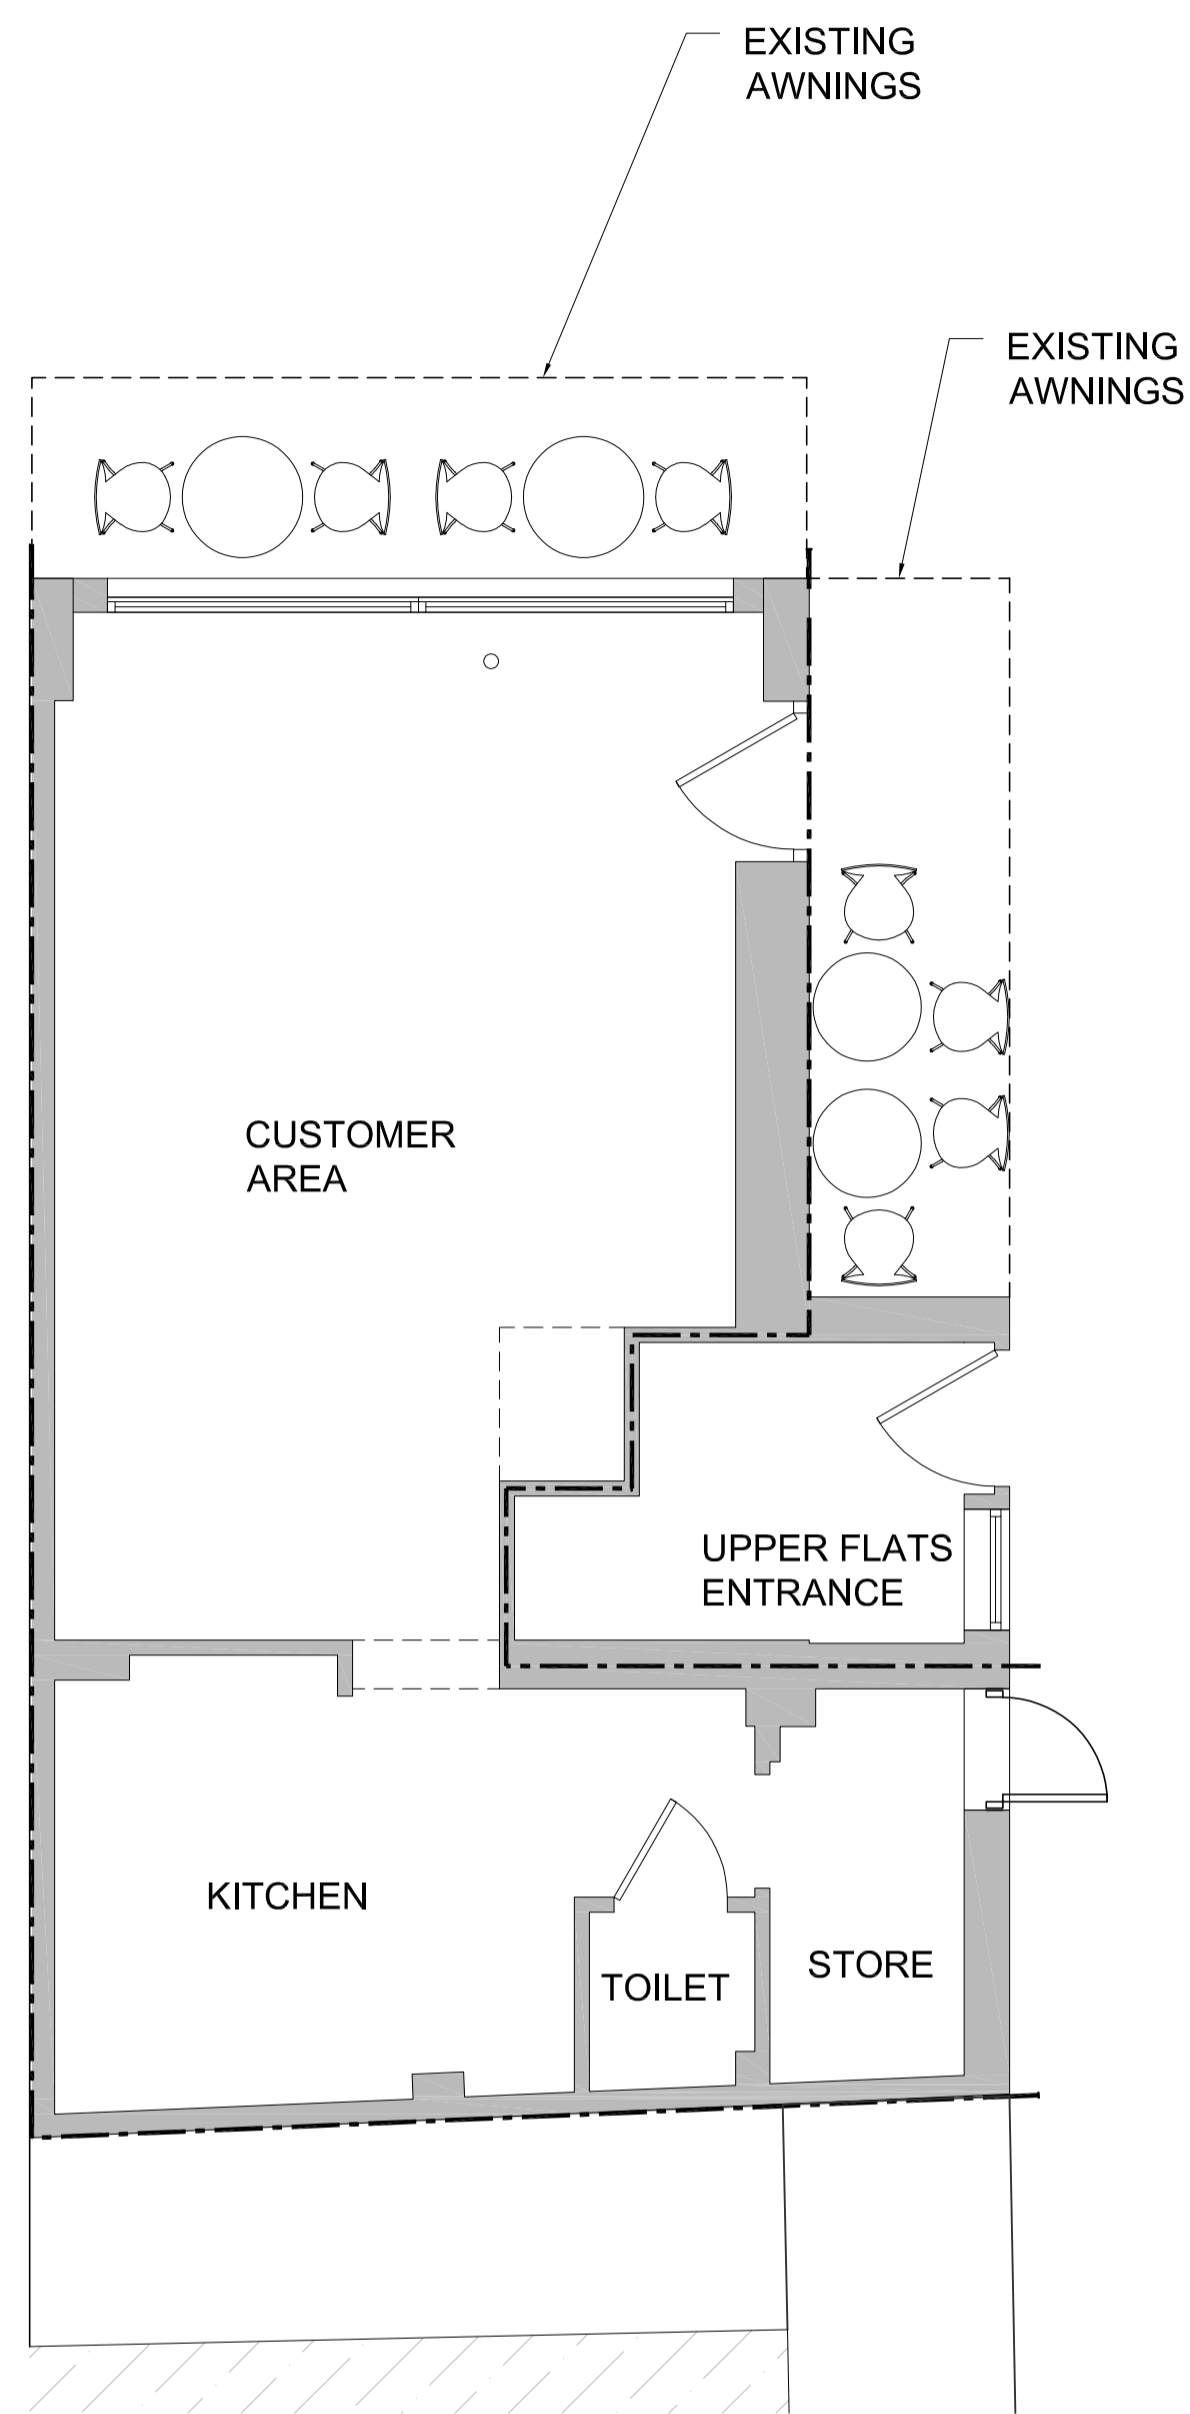 EXISTING
AWNINGS
EXISTING
AWNINGS
CUSTOMER
AREA
UPPER FLATS
ENTRANCE
KITCHEN
STORE
TOILET